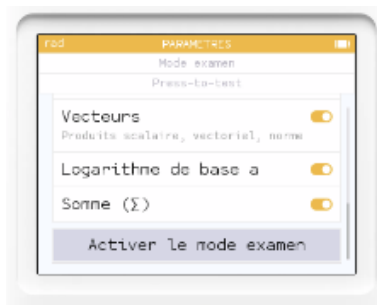 rad PARAMETRES
Mode examen
Press-to-test
Vecteurs
Produits scalaire, vectoriel, norme
Logarithme de base a
Somme (Σ)
Activer le mode examen